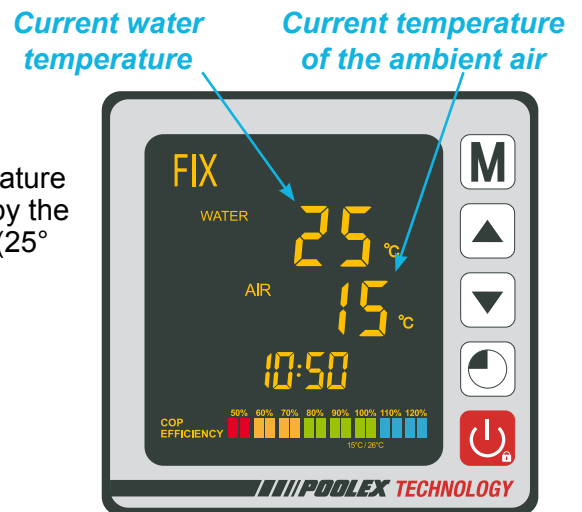 Current water
temperature
Current temperature
of the ambient air
ature
by the
(25°
FIX
WATER 25 °C
AIR 15 °C
10:50
50% 60% 70% 80% 90% 100% 110% 120%
COP
EFFICIENCY
15°C / 26°C
M
POOLEX TECHNOLOGY